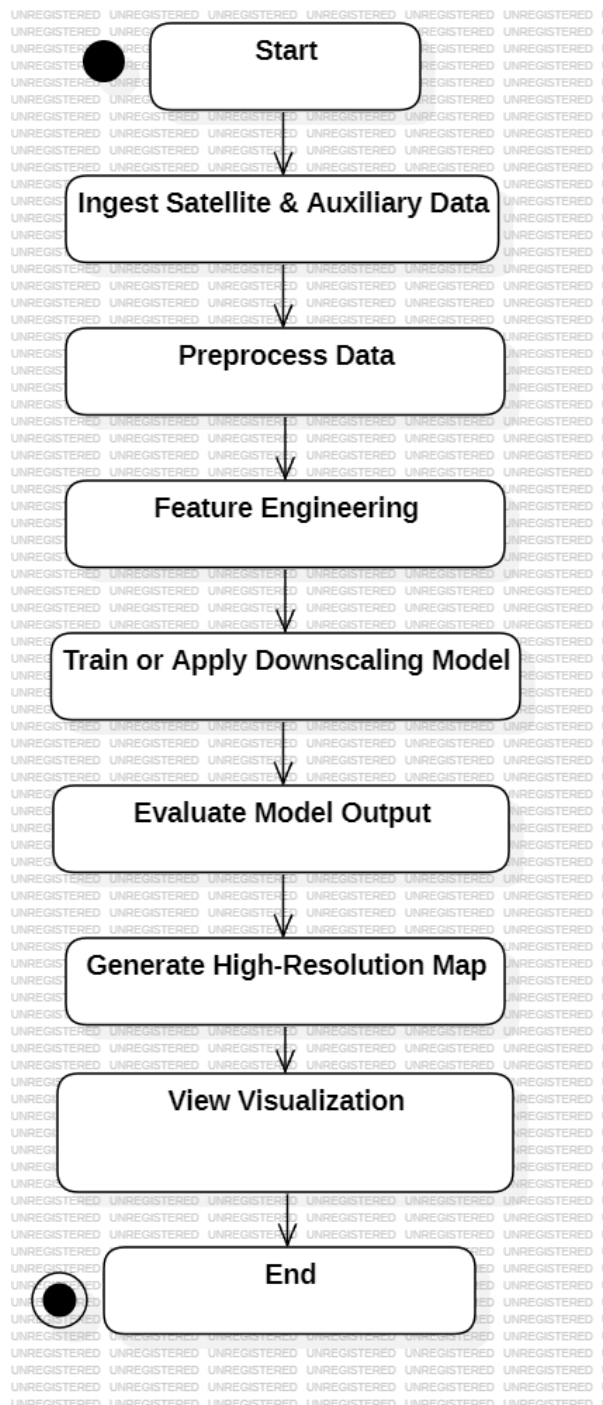 Start
Ingest Satellite & Auxiliary Data
Preprocess Data
Feature Engineering
Train or Apply Downscaling Model
Evaluate Model Output
Generate High-Resolution Map
View Visualization
End
UNREGISTERED